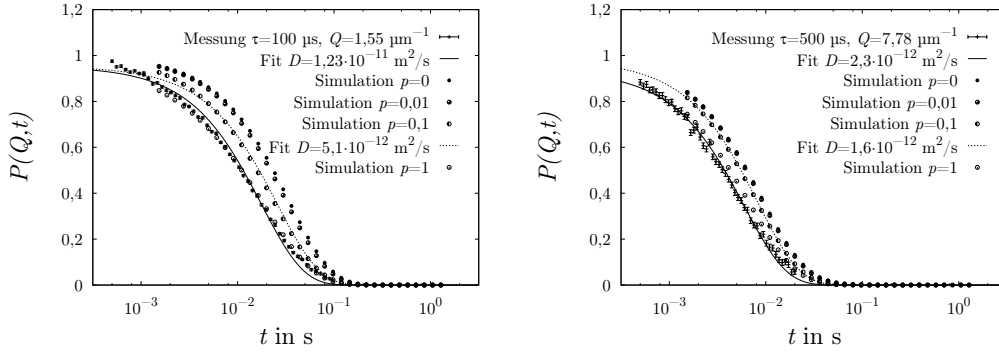 1,2
1
0,8
0,6
0,4
0,2
0
P(Q,t)
Messung τ=100 µs, Q=1,55 µm⁻¹
Fit D=1,23·10⁻¹¹ m²/s
Simulation p=0
Simulation p=0,01
Simulation p=0,1
Fit D=5,1·10⁻¹² m²/s
Simulation p=1
10⁻³ 10⁻² 10⁻¹ 10⁰
t in s
1,2
1
0,8
0,6
0,4
0,2
0
P(Q,t)
Messung τ=500 µs, Q=7,78 µm⁻¹
Fit D=2,3·10⁻¹² m²/s
Simulation p=0
Simulation p=0,01
Simulation p=0,1
Fit D=1,6·10⁻¹² m²/s
Simulation p=1
10⁻³ 10⁻² 10⁻¹ 10⁰
t in s